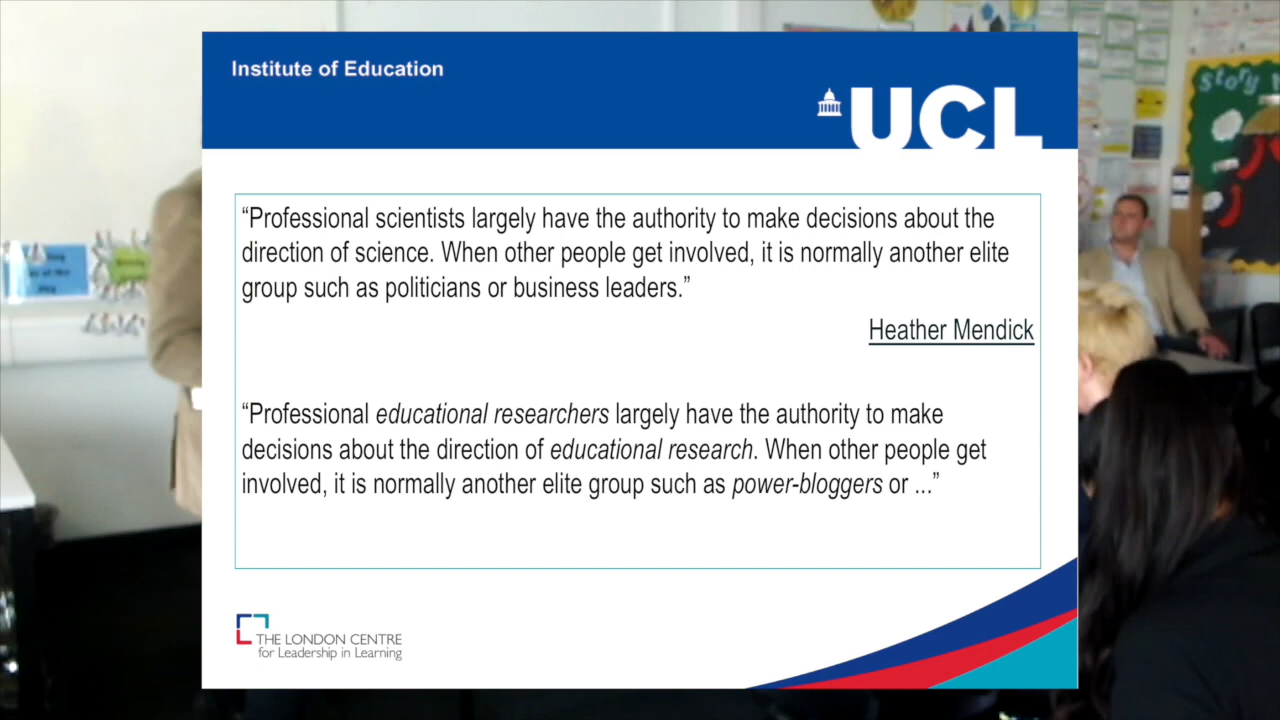 Institute of Education
UCL
“Professional scientists largely have the authority to make decisions about the
direction of science. When other people get involved, it is normally another elite
group such as politicians or business leaders.”
Heather Mendick
“Professional educational researchers largely have the authority to make
decisions about the direction of educational research. When other people get
involved, it is normally another elite group such as power-bloggers or ...”
THE LONDON CENTRE
for Leadership in Learning
Story